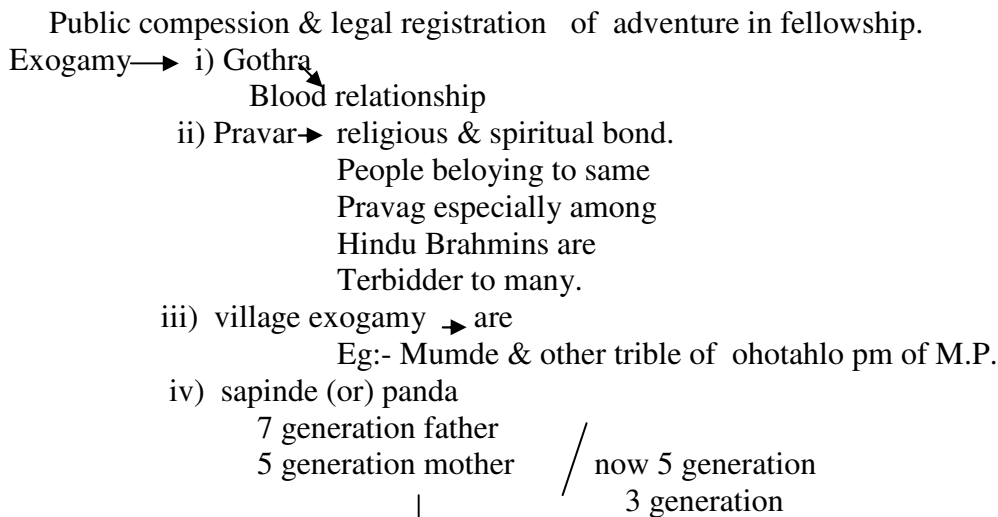 Public compession & legal registration of adventure in fellowship.
Exogamy→ i) Gothra
Blood relationship
ii) Pravar→ religious & spiritual bond.
People beloying to same
Pravag especially among
Hindu Brahmins are
Terbidder to many.
iii) village exogamy → are
Eg:- Mumde & other trible of ohotahlo pm of M.P.
iv) sapinde (or) panda
7 generation father
5 generation mother / now 5 generation
3 generation